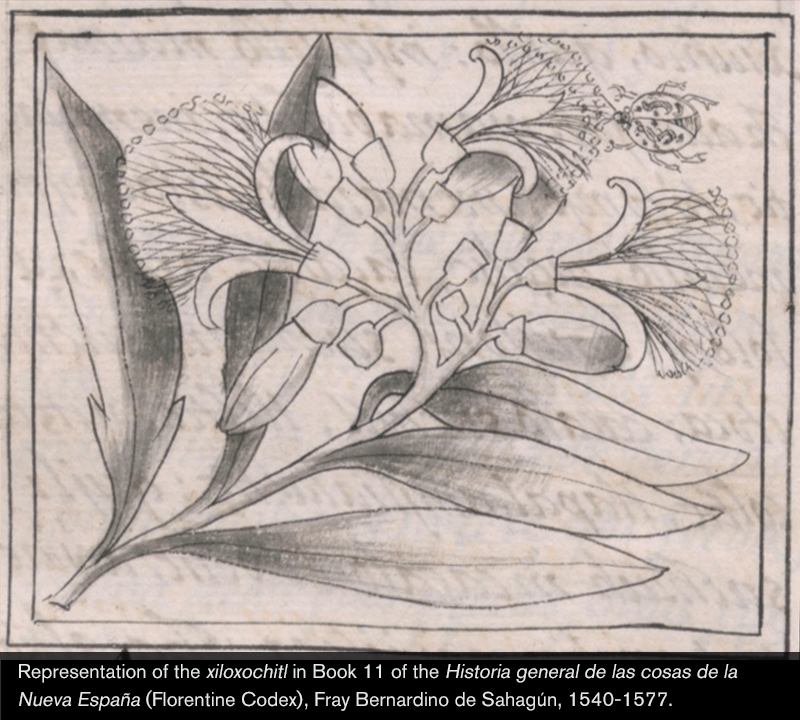 Representation of the xiloxochitl in Book 11 of the Historia general de las cosas de la
Nueva España (Florentine Codex), Fray Bernardino de Sahagún, 1540-1577.